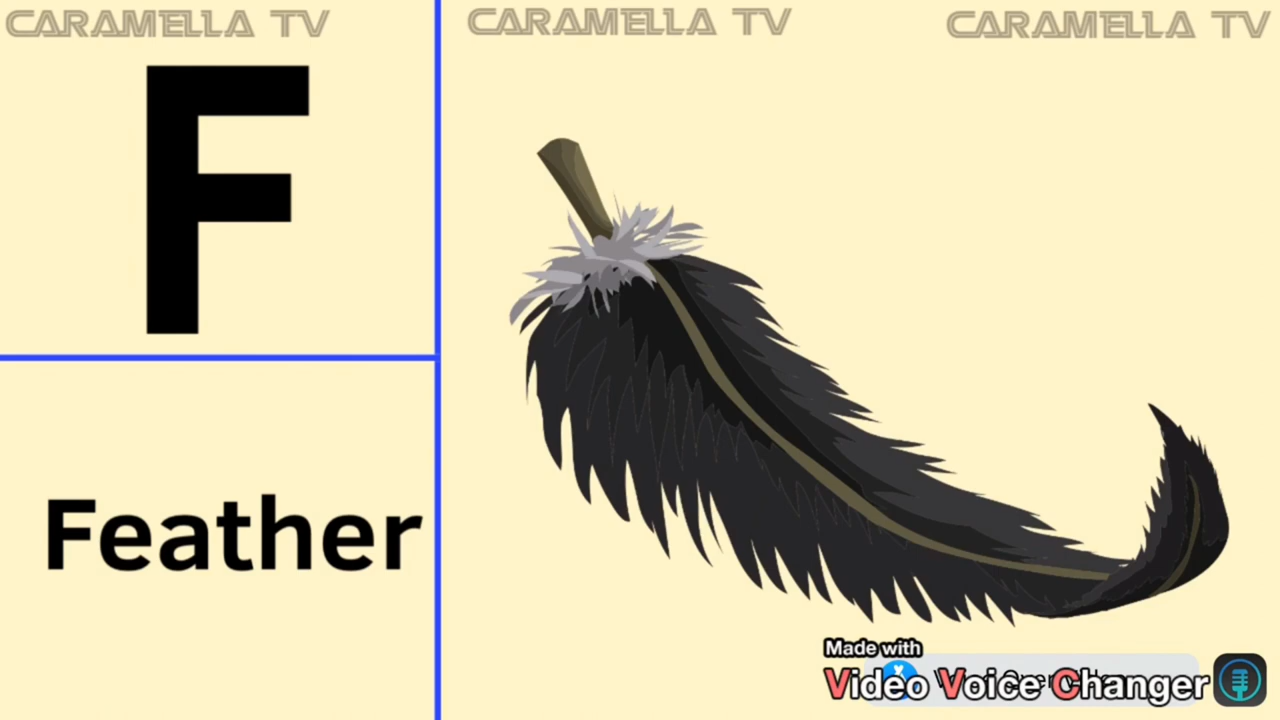 CARAMELLA TV
CARAMELLA TV
CARAMELLA TV
F
Feather
Made with
Video Voice Changer